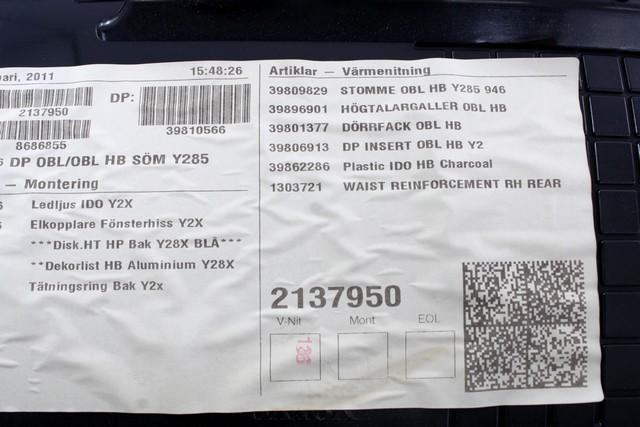 uari, 2011 15:48:26
2137950
8686855
DP:
39810566
DP OBL/OBL HB SÖM Y285
— Montering
Ledljus IDO Y2X
Elkopplare Fönsterhiss Y2X
***Disk.HT HP Bak Y28X BLÅ***
**Dekorlist HB Aluminium Y28X
Tätningsring Bak Y2x
Artiklar — Värmenitning
39809829 STOMME OBL HB Y285 946
39896901 HÖGTALARGALLER OBL HB
39801377 DÖRRFACK OBL HB
39806913 DP INSERT OBL HB Y2
39862286 Plastic IDO HB Charcoal
1303721 WAIST REINFORCEMENT RH REAR
2137950
V-Nit Mont EOL